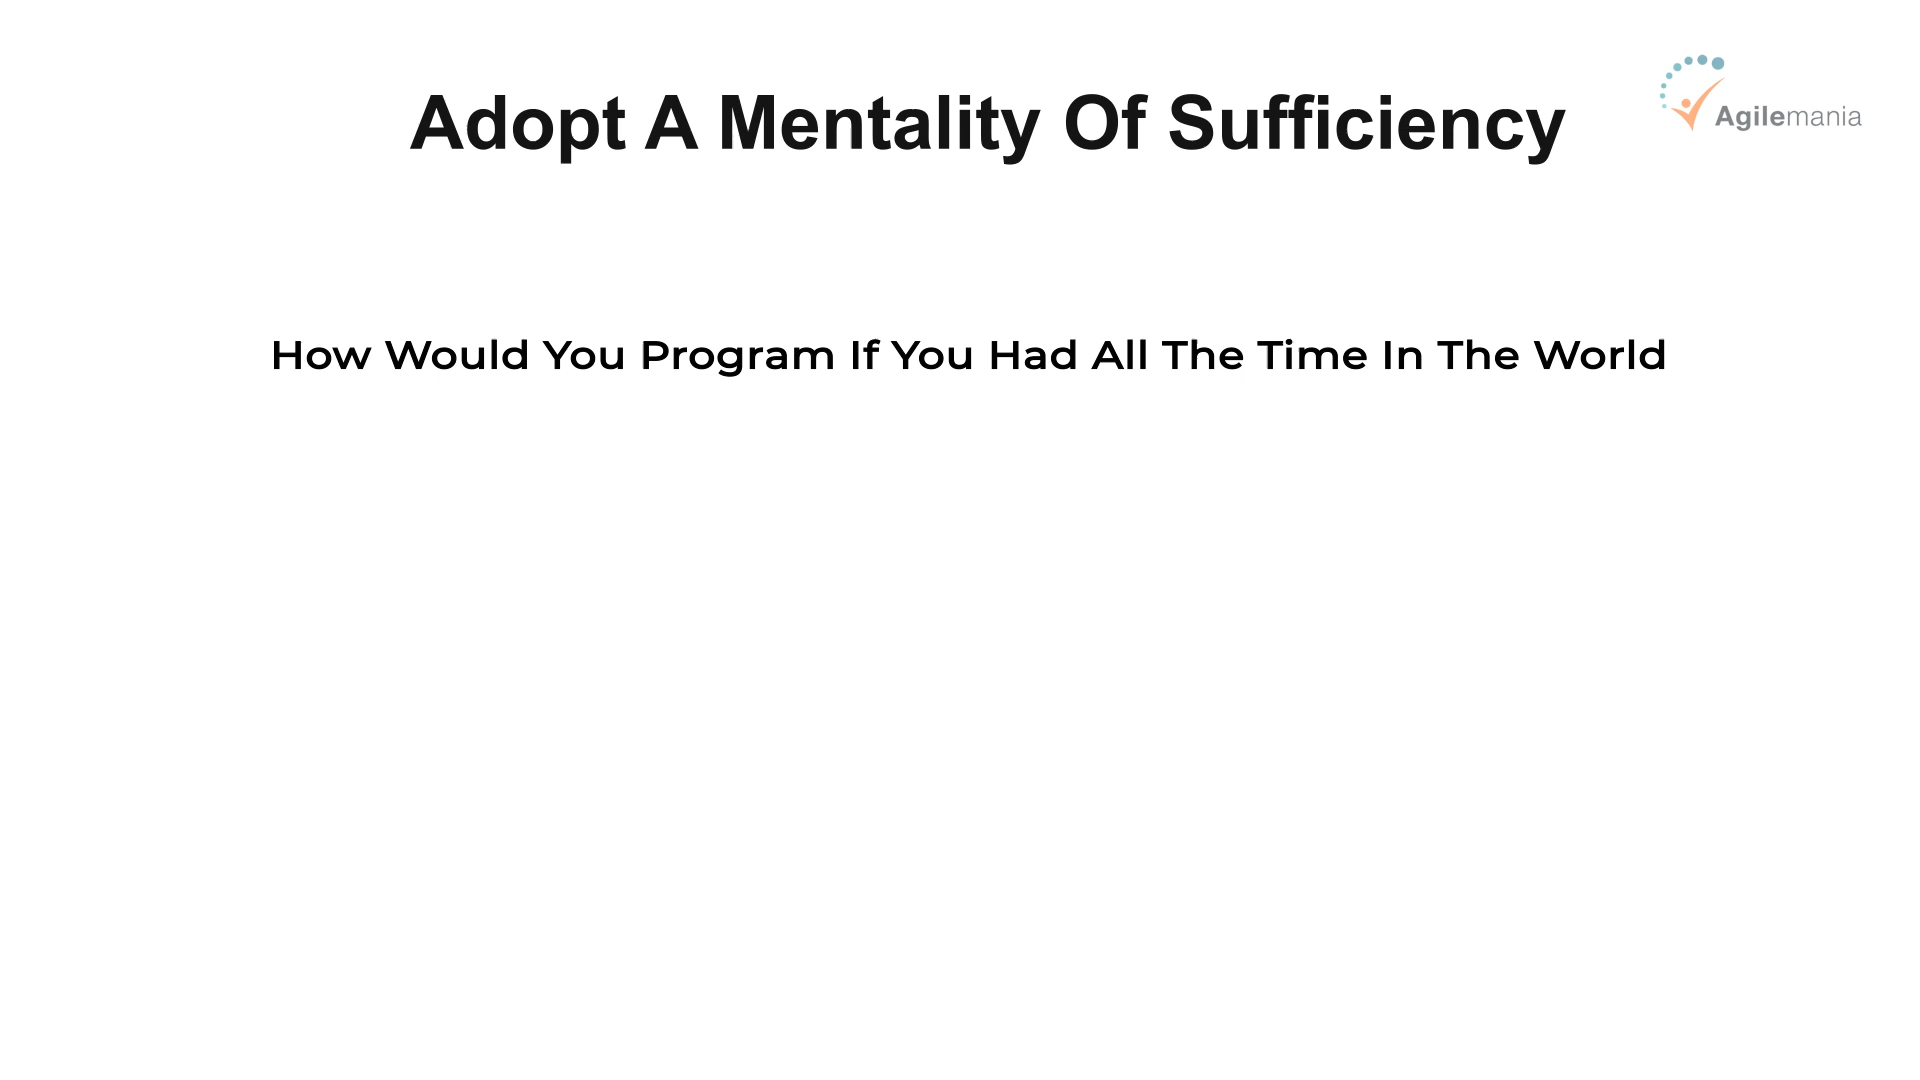 Adopt A Mentality Of Sufficiency
Agilemania
How Would You Program If You Had All The Time In The World